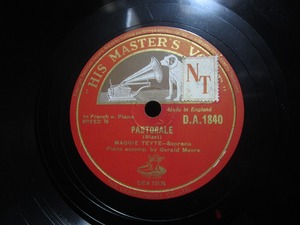 "HIS MASTER'S V
NT
Made in England
In French w. Piano
D.A.1840
PASTORALE
(Bizet)
MAGGIE TEYTE—Soprano
Piano accomp. by Gerald Moore